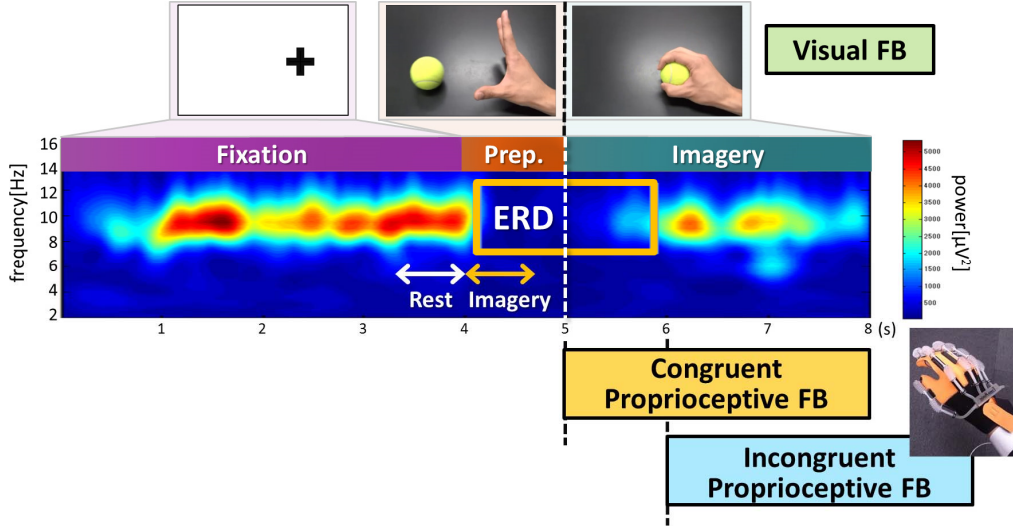 Visual FB
Fixation
Prep.
Imagery
16
14
12
10
8
6
4
2
frequency[Hz]
ERD
Rest
Imagery
1 2 3 4 5 6 7 8 (s)
5000
4500
4000
3500
3000
2500
2000
1500
1000
500
power[μV²]
Congruent
Proprioceptive FB
Incongruent
Proprioceptive FB